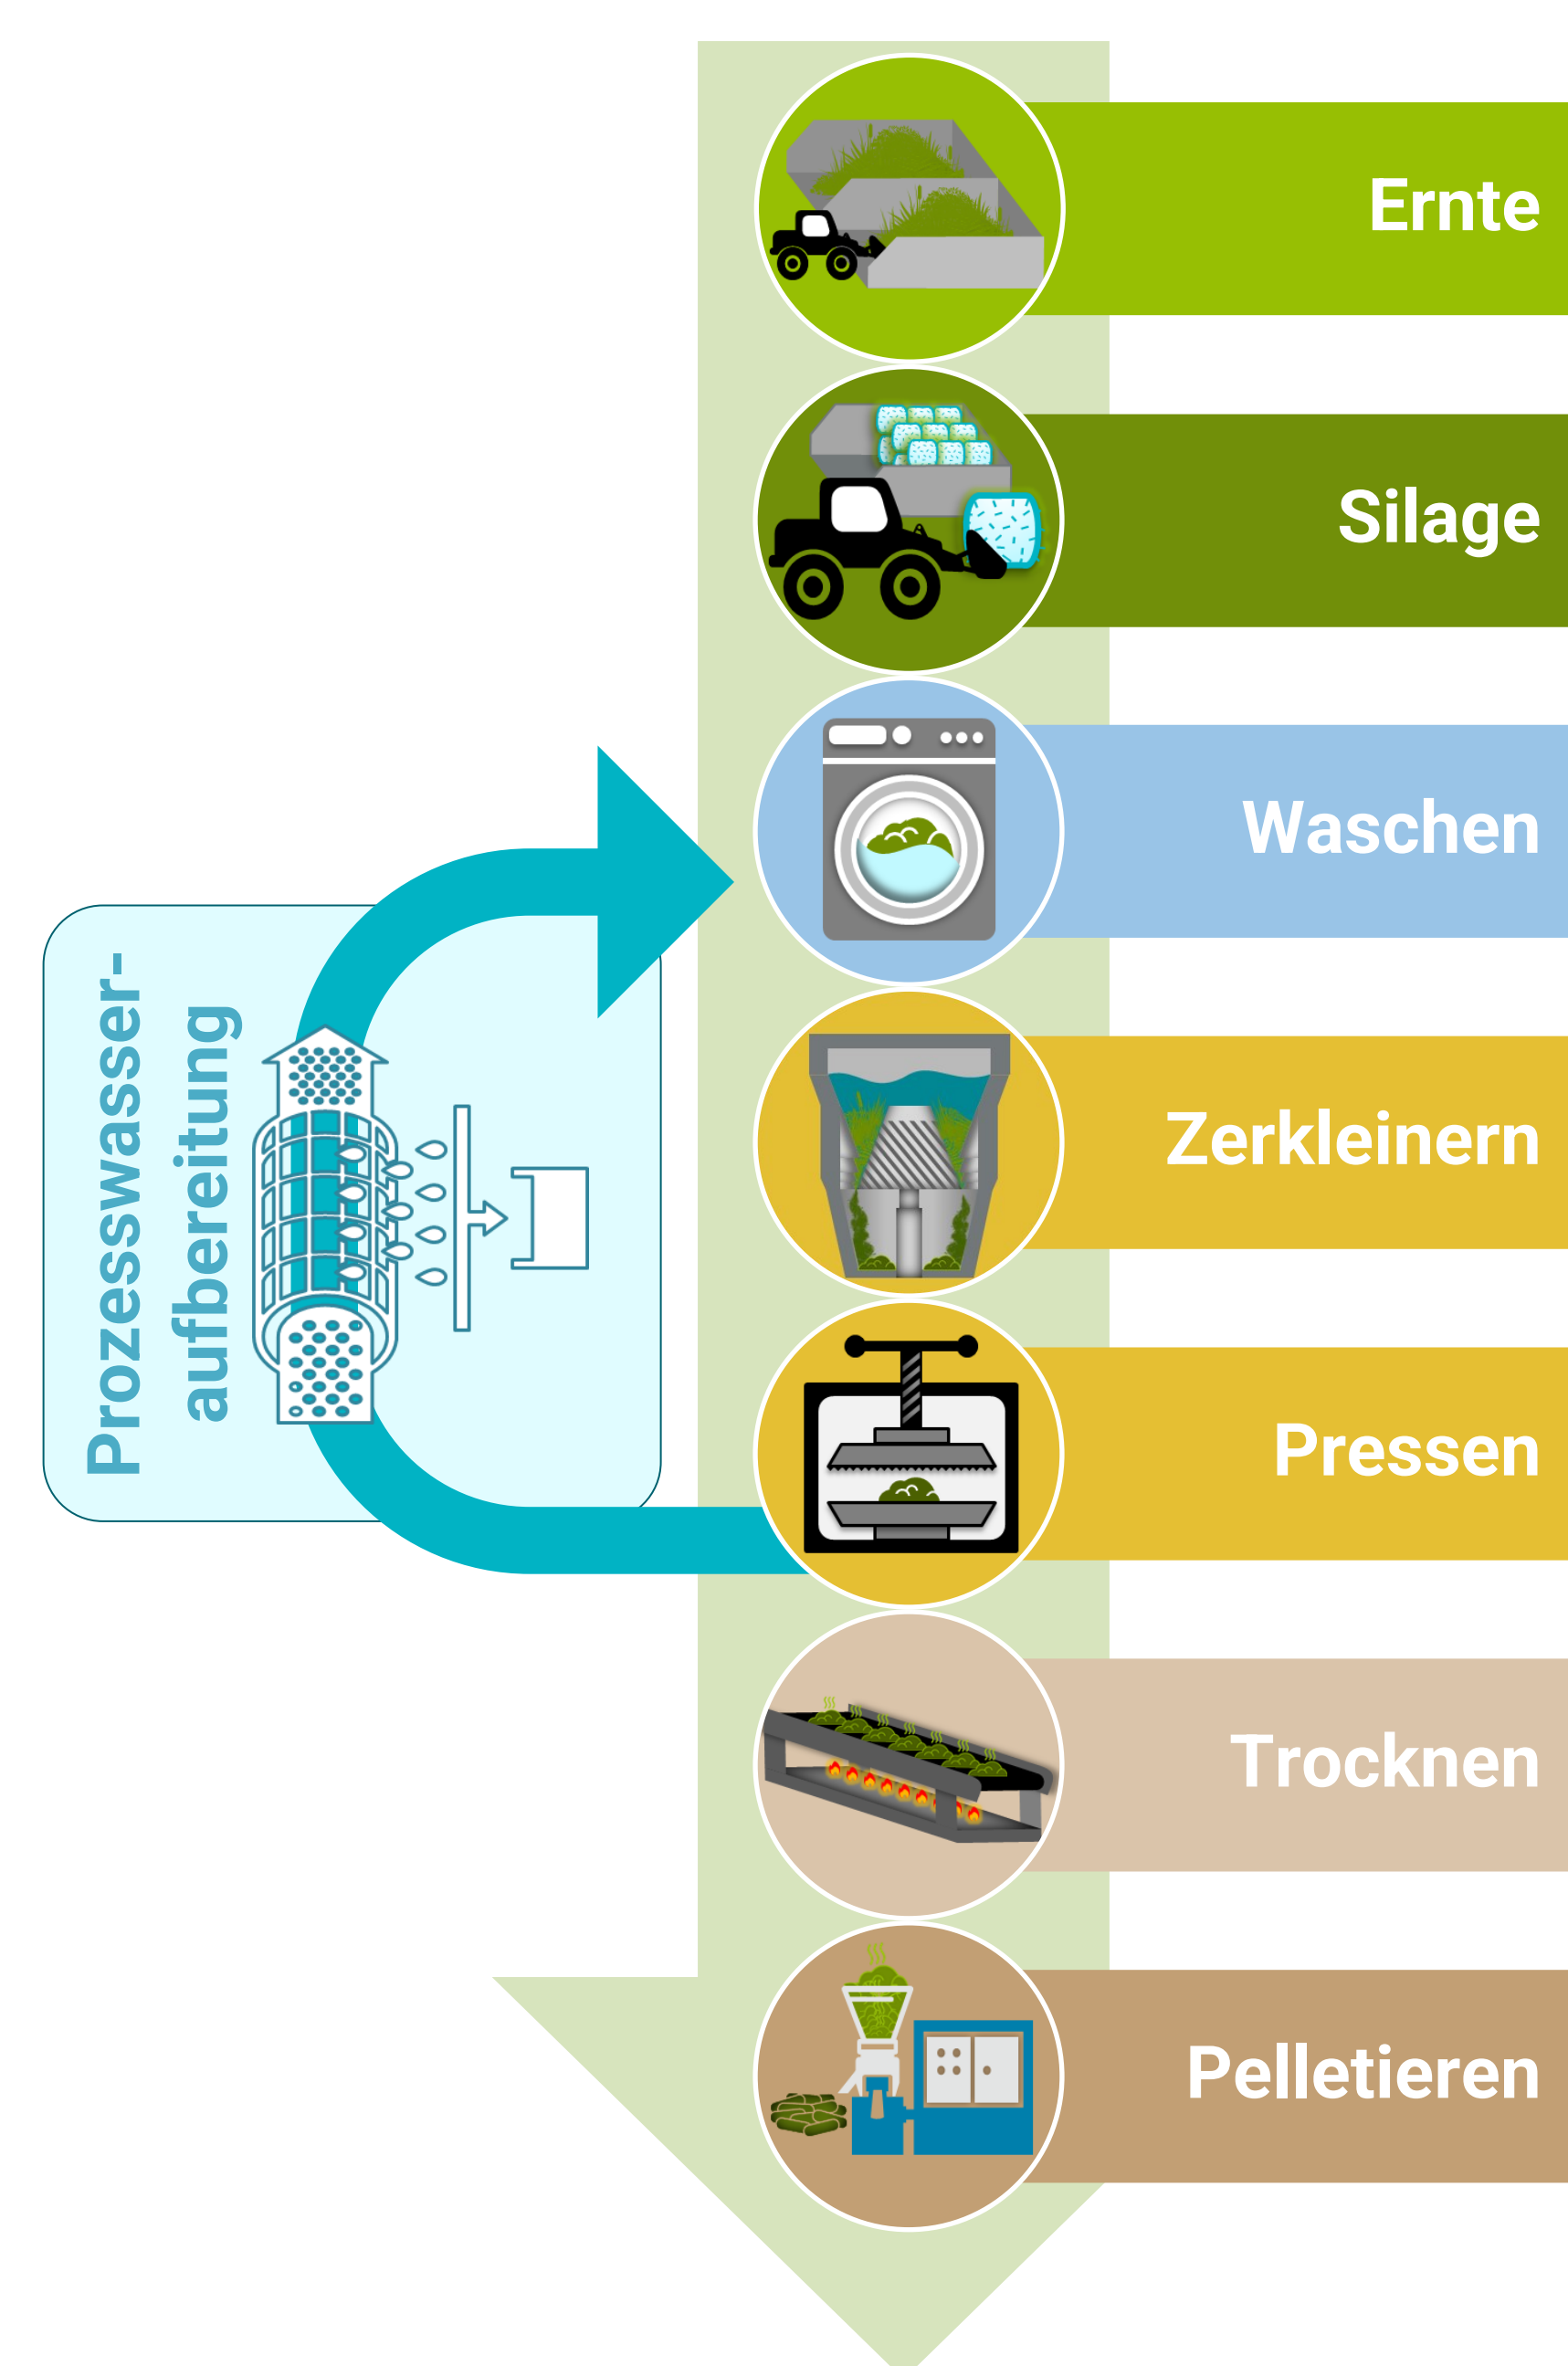 Ernte
Silage
Waschen
Zerkleinern
Pressen
Trocknen
Pelletieren
Prozesswasser-
aufbereitung